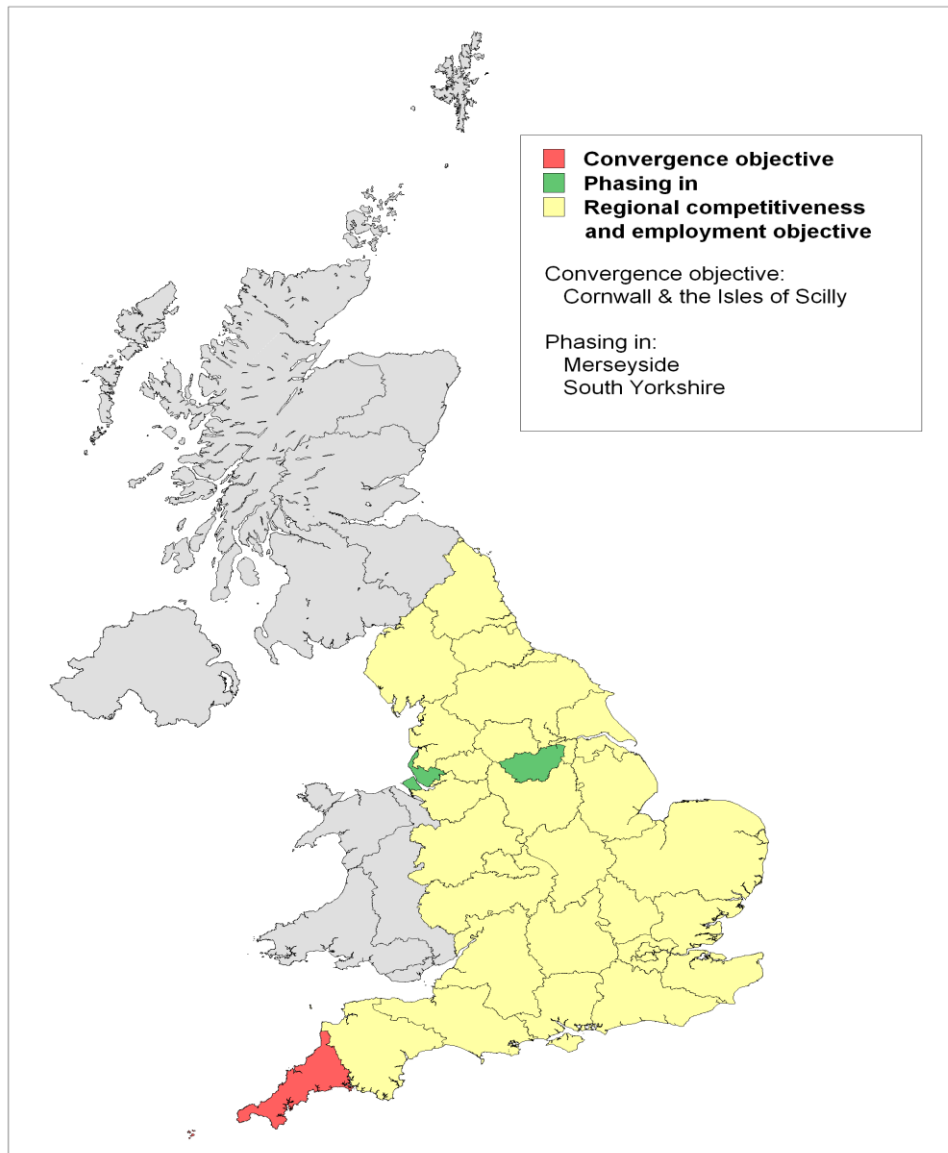 Convergence objective
Phasing in
Regional competitiveness
and employment objective
Convergence objective:
Cornwall & the Isles of Scilly
Phasing in:
Merseyside
South Yorkshire